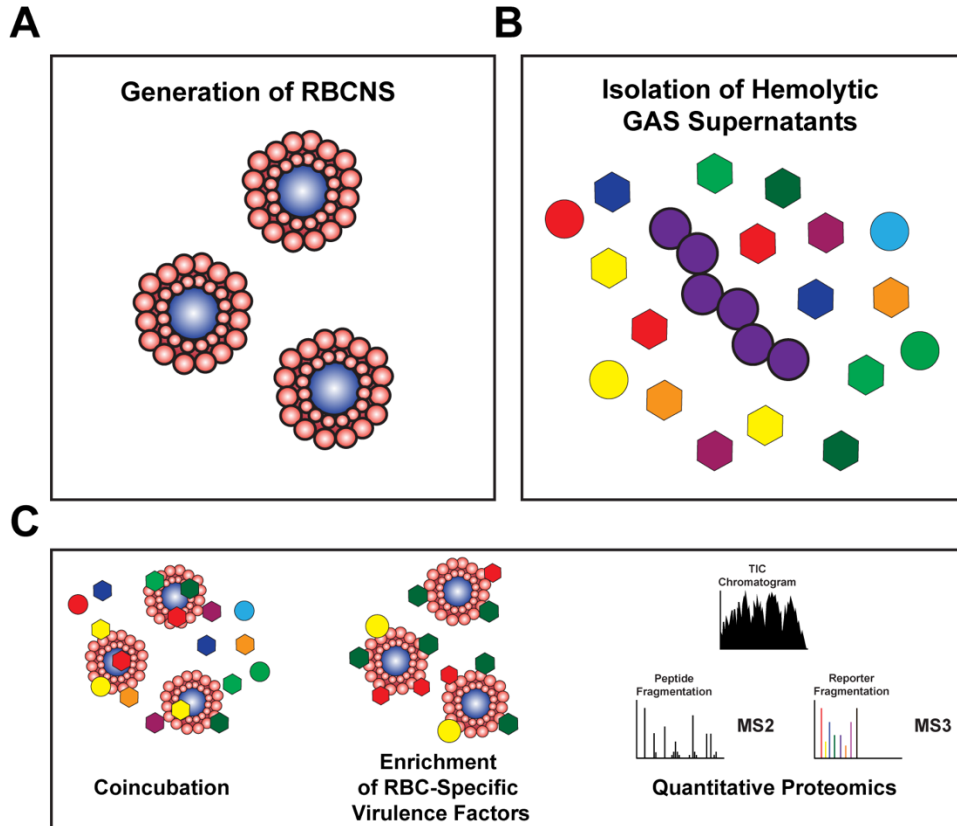 A
B
Generation of RBCNS
Isolation of Hemolytic
GAS Supernatants
C
TIC
Chromatogram
Peptide
Fragmentation
MS2
Reporter
Fragmentation
MS3
Coincubation
Enrichment
of RBC-Specific
Virulence Factors
Quantitative Proteomics